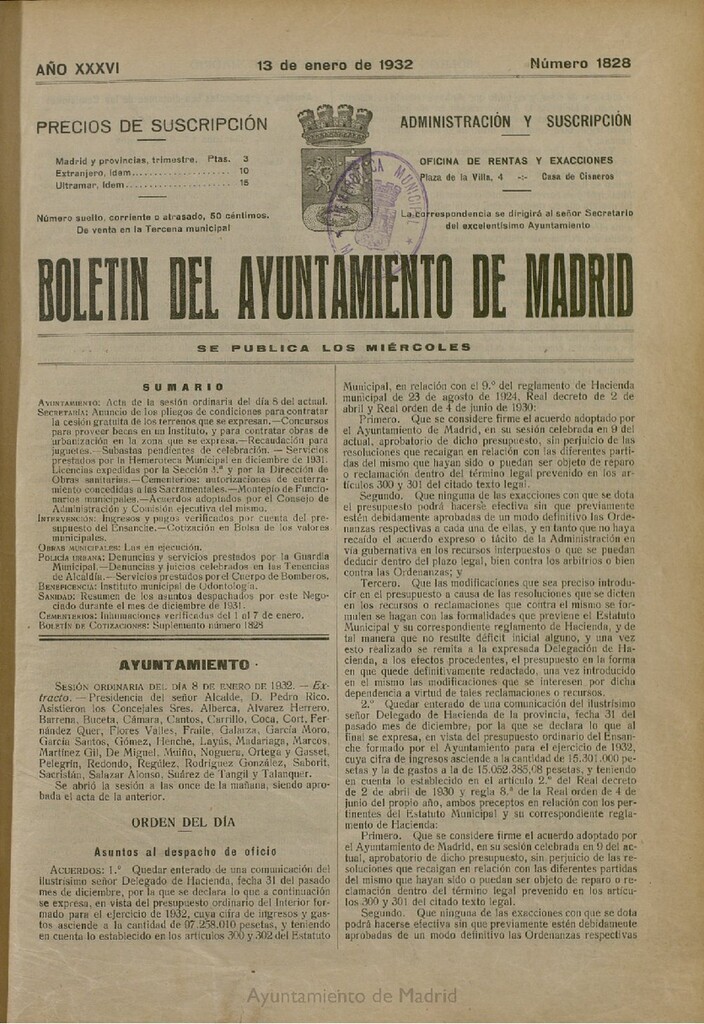 AÑO XXXVI
13 de enero de 1932
Número 1828
PRECIOS DE SUSCRIPCIÓN
Madrid y provincias, trimestre. Ptas. 3
Extranjero, ídem..................... 10
Ultramar, ídem....................... 15
Número suelto, corriente o atrasado, 50 céntimos.
De venta en la Tercena municipal
HEMEROTECA MUNICIPAL
ADMINISTRACIÓN Y SUSCRIPCIÓN
OFICINA DE RENTAS Y EXACCIONES
Plaza de la Villa, 4 -:- Casa de Cisneros
La correspondencia se dirigirá al señor Secretario
del excelentísimo Ayuntamiento
BOLETIN DEL AYUNTAMIENTO DE MADRID
SE PUBLICA LOS MIÉRCOLES
SUMARIO
AYUNTAMIENTO: Acta de la sesión ordinaria del día 8 del actual.
SECRETARÍA: Anuncio de los pliegos de condiciones para contratar
la cesión gratuita de los terrenos que se expresan.—Concursos
para proveer becas en un Instituto, y para contratar obras de
urbanización en la zona que se expresa.—Recaudación para
juguetes.—Subastas pendientes de celebración. — Servicios
prestados por la Hemeroteca Municipal en diciembre de 1931.
Licencias expedidas por la Sección 3.ª y por la Dirección de
Obras sanitarias.—Cementerios: autorizaciones de enterra-
miento concedidas a las Sacramentales.—Montepío de Funcio-
narios municipales.—Acuerdos adoptados por el Consejo de
Administración y Comisión ejecutiva del mismo.
INTERVENCIÓN: Ingresos y pagos verificados por cuenta del pre-
supuesto del Ensanche.—Cotización en Bolsa de los valores
municipales.
OBRAS MUNICIPALES: Las en ejecución.
POLICÍA URBANA: Denuncias y servicios prestados por la Guardia
Municipal.—Denuncias y juicios celebrados en las Tenencias
de Alcaldía.—Servicios prestados por el Cuerpo de Bomberos.
BENEFICENCIA: Instituto municipal de Odontología.
SANIDAD: Resumen de los asuntos despachados por este Nego-
ciado durante el mes de diciembre de 1931.
CEMENTERIOS: Inhumaciones verificadas del 1 al 7 de enero.
BOLETÍN DE COTIZACIONES: Suplemento número 1828
AYUNTAMIENTO
SESIÓN ORDINARIA DEL DÍA 8 DE ENERO DE 1932. — Ex-
tracto. — Presidencia del señor Alcalde, D. Pedro Rico.
Asistieron los Concejales Sres. Alberca, Alvarez Herrero,
Barrena, Buceta, Cámara, Cantos, Carrillo, Coca, Cort, Fer-
nández Quer, Flores Valles, Fraile, Galarza, García Moro,
García Santos, Gómez, Henche, Layús, Madariaga, Marcos,
Martínez Gil, De Miguel, Muiño, Noguera, Ortega y Gasset,
Pelegrín, Redondo, Regúlez, Rodríguez González, Saborit,
Sacristán, Salazar Alonso, Suárez de Tangil y Talanquer.
Se abrió la sesión a las once de la mañana, siendo apro-
bada el acta de la anterior.
ORDEN DEL DÍA
Asuntos al despacho de oficio
ACUERDOS: 1.º Quedar enterado de una comunicación del
ilustrísimo señor Delegado de Hacienda, fecha 31 del pasado
mes de diciembre, por la que se declara lo que a continuación
se expresa, en vista del presupuesto ordinario del Interior for-
mado para el ejercicio de 1932, cuya cifra de ingresos y gas-
tos asciende a la cantidad de 97.258.010 pesetas, y teniendo
en cuenta lo establecido en los artículos 300 y 302 del Estatuto
Municipal, en relación con el 9.º del reglamento de Hacienda
municipal de 23 de agosto de 1924, Real decreto de 2 de
abril y Real orden de 4 de junio de 1930:
Primero. Que se considere firme el acuerdo adoptado por
el Ayuntamiento de Madrid, en su sesión celebrada en 9 del
actual, aprobatorio de dicho presupuesto, sin perjuicio de las
resoluciones que recaigan en relación con las diferentes parti-
das del mismo que hayan sido o puedan ser objeto de reparo
o reclamación dentro del término legal prevenido en los ar-
tículos 300 y 301 del citado texto legal.
Segundo. Que ninguna de las exacciones con que se dota
el presupuesto podrá hacerse efectiva sin que previamente
estén debidamente aprobadas de un modo definitivo las Orde-
nanzas respectivas a cada una de ellas, y en tanto que no haya
recaído el acuerdo expreso o tácito de la Administración en
vía gubernativa en los recursos interpuestos o que se puedan
deducir dentro del plazo legal, bien contra los arbitrios o bien
contra las Ordenanzas; y
Tercero. Que las modificaciones que sea preciso introdu-
cir en el presupuesto a causa de las resoluciones que se dicten
en los recursos o reclamaciones que contra el mismo se for-
mulen se hagan con las formalidades que previene el Estatuto
Municipal y su correspondiente reglamento de Hacienda, y de
tal manera que no resulte déficit inicial alguno, y una vez
esto realizado se remita a la expresada Delegación de Ha-
cienda, a los efectos procedentes, el presupuesto en la forma
en que quede definitivamente redactado, una vez introducido
en el mismo las modificaciones que se interesen por dicha
dependencia a virtud de tales reclamaciones o recursos.
2.º Quedar enterado de una comunicación del ilustrísimo
señor Delegado de Hacienda de la provincia, fecha 31 del
pasado mes de diciembre, por la que se declara lo que al
final se expresa, en vista del presupuesto ordinario del Ensan-
che formado por el Ayuntamiento para el ejercicio de 1932,
cuya cifra de ingresos asciende a la cantidad de 15.301.000 pe-
setas y la de gastos a la de 15.052.385,08 pesetas, y teniendo
en cuenta lo establecido en el artículo 2.º del Real decreto
de 2 de abril de 1930 y regla 8.ª de la Real orden de 4 de
junio del propio año, ambos preceptos en relación con los per-
tinentes del Estatuto Municipal y su correspondiente regla-
mento de Hacienda:
Primero. Que se considere firme el acuerdo adoptado por
el Ayuntamiento de Madrid, en su sesión celebrada en 9 del ac-
tual, aprobatorio de dicho presupuesto, sin perjuicio de las re-
soluciones que recaigan en relación con las diferentes partidas
del mismo que hayan sido o puedan ser objeto de reparo o re-
clamación dentro del término legal prevenido en los artícu-
los 300 y 301 del citado texto legal.
Segundo. Que ninguna de las exacciones con que se dota
podrá hacerse efectiva sin que previamente estén debidamente
aprobadas de un modo definitivo las Ordenanzas respectivas
Ayuntamiento de Madrid